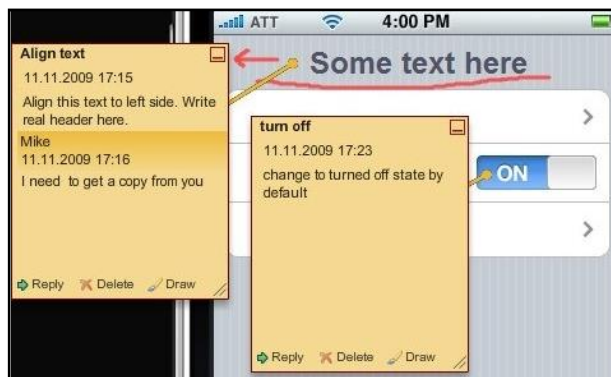 ATT 4:00 PM
Some text here
Align text
11.11.2009 17:15
Align this text to left side. Write
real header here.
Mike
11.11.2009 17:16
I need to get a copy from you
Reply Delete Draw
turn off
11.11.2009 17:23
change to turned off state by
default
Reply Delete Draw
ON